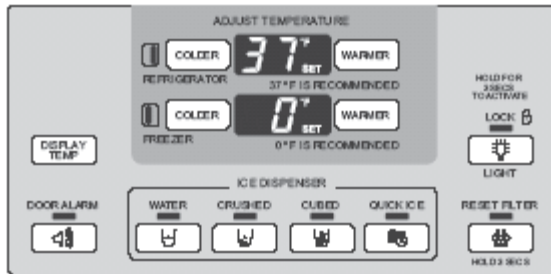 ADJUST TEMPERATURE
COLDER 37°F SET WARMER
REFRIGERATOR 37°F IS RECOMMENDED
COLDER 0°F SET WARMER
FREEZER 0°F IS RECOMMENDED
HOLD FOR
3 SECS
TO ACTIVATE
LOCK
LIGHT
DISPLAY
TEMP
ICE DISPENSER
DOOR ALARM WATER CRUSHED CUBED QUICK ICE RESET FILTER
HOLD 3 SECS